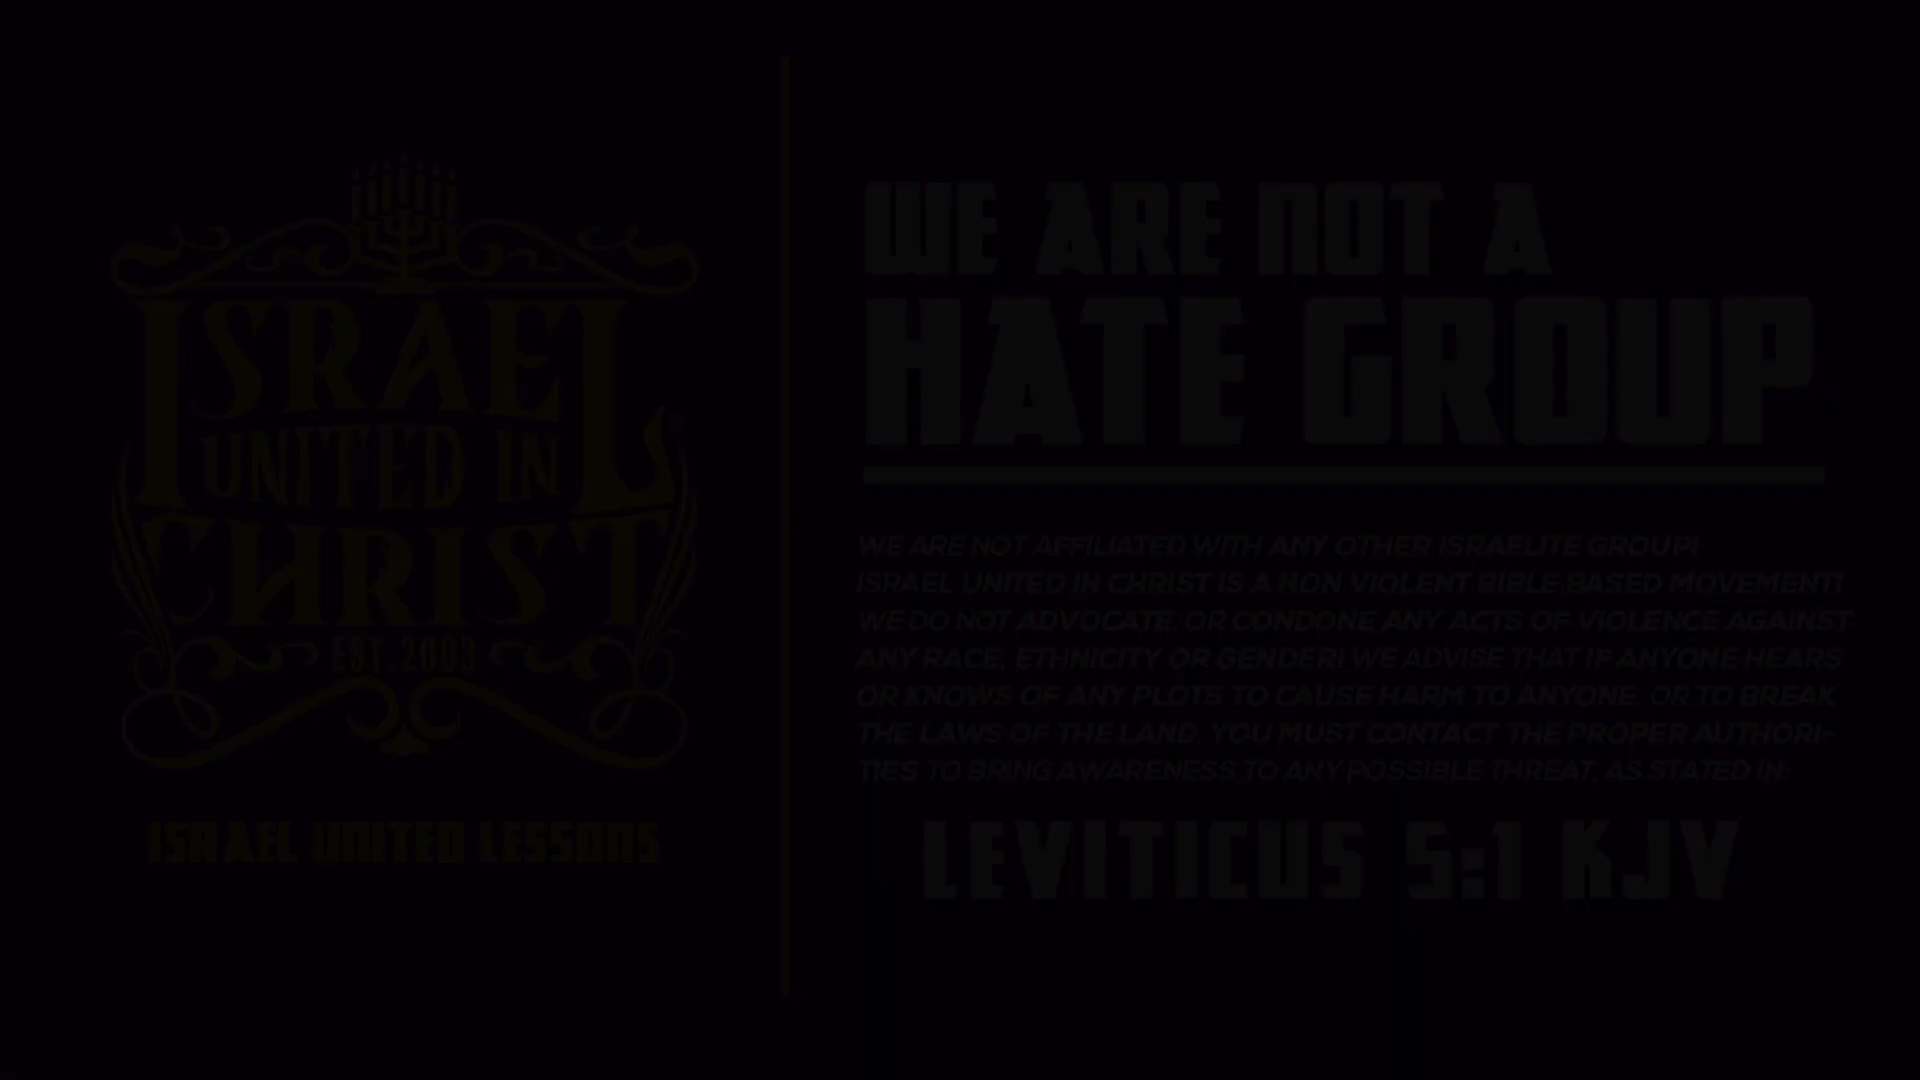 ISRAEL
UNITED IN
CHRIST
EST. 2003
ISRAEL UNITED LESSONS
WE ARE NOT A
HATE GROUP
WE ARE NOT AFFILIATED WITH ANY OTHER ISRAELITE GROUP!
ISRAEL UNITED IN CHRIST IS A NON VIOLENT BIBLE BASED MOVEMENT!
WE DO NOT ADVOCATE, OR CONDONE ANY ACTS OF VIOLENCE AGAINST
ANY RACE, ETHNICITY OR GENDER! WE ADVISE THAT IF ANYONE HEARS
OR KNOWS OF ANY PLOTS TO CAUSE HARM TO ANYONE, OR TO BREAK
THE LAWS OF THE LAND, YOU MUST CONTACT THE PROPER AUTHORI-
TIES TO BRING AWARENESS TO ANY POSSIBLE THREAT, AS STATED IN:
LEVITICUS 5:1 KJV